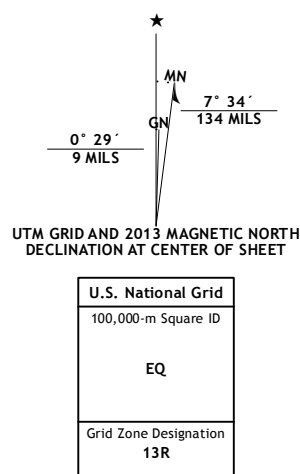 ★
MN
GN
7° 34´
134 MILS
0° 29´
9 MILS
UTM GRID AND 2013 MAGNETIC NORTH
DECLINATION AT CENTER OF SHEET
U.S. National Grid
100,000-m Square ID
EQ
Grid Zone Designation
13R